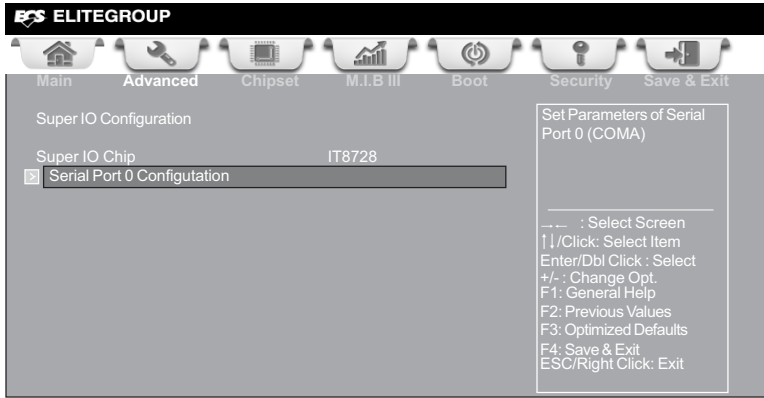 ECS ELITEGROUP
Main Advanced Chipset M.I.B III Boot Security Save & Exit
Super IO Configuration
Super IO Chip IT8728
Serial Port 0 Configutation
Set Parameters of Serial
Port 0 (COMA)
→← : Select Screen
↑↓/Click: Select Item
Enter/Dbl Click : Select
+/- : Change Opt.
F1: General Help
F2: Previous Values
F3: Optimized Defaults
F4: Save & Exit
ESC/Right Click: Exit